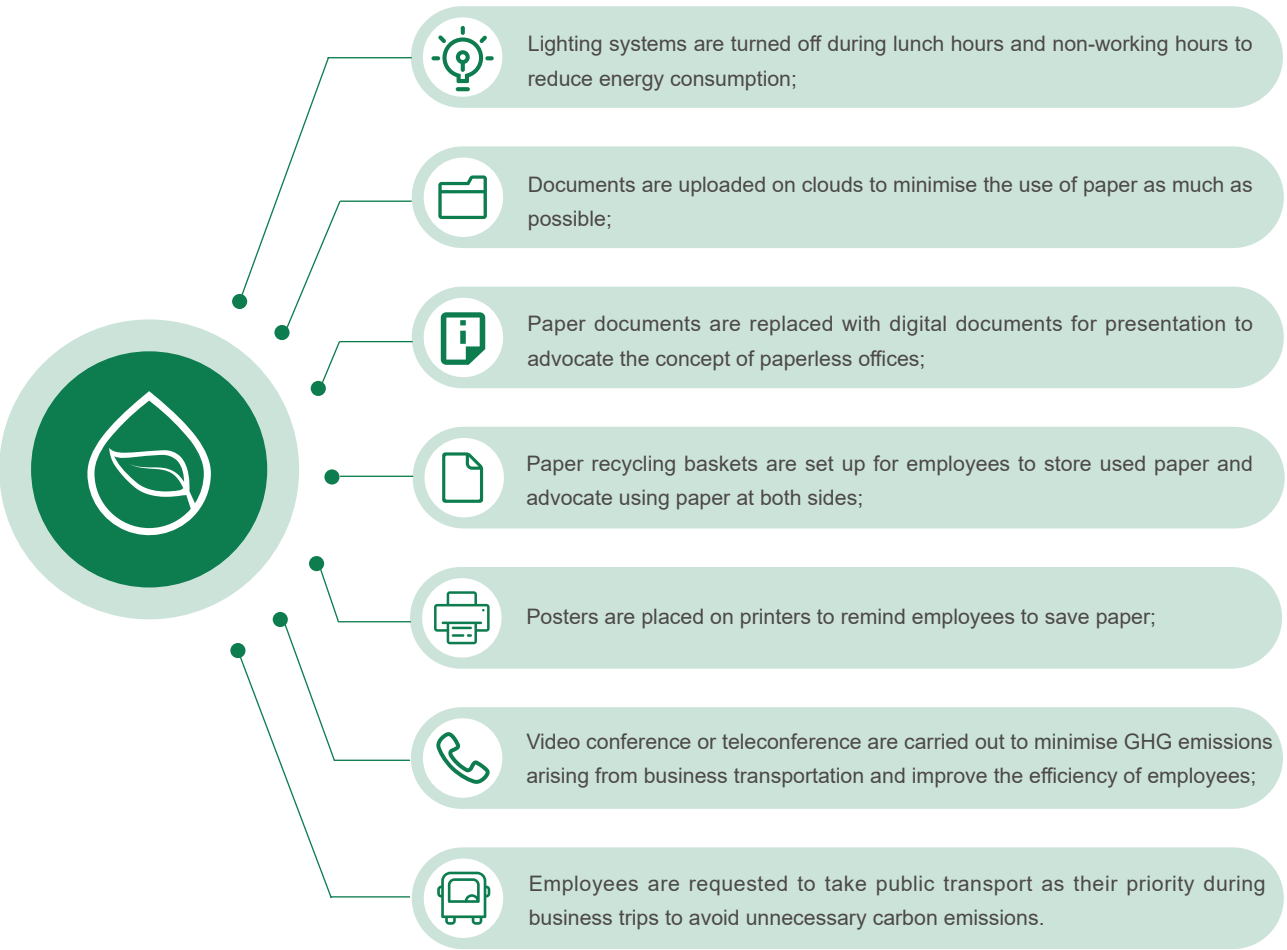 Lighting systems are turned off during lunch hours and non-working hours to
reduce energy consumption;
Documents are uploaded on clouds to minimise the use of paper as much as
possible;
Paper documents are replaced with digital documents for presentation to
advocate the concept of paperless offices;
Paper recycling baskets are set up for employees to store used paper and
advocate using paper at both sides;
Posters are placed on printers to remind employees to save paper;
Video conference or teleconference are carried out to minimise GHG emissions
arising from business transportation and improve the efficiency of employees;
Employees are requested to take public transport as their priority during
business trips to avoid unnecessary carbon emissions.